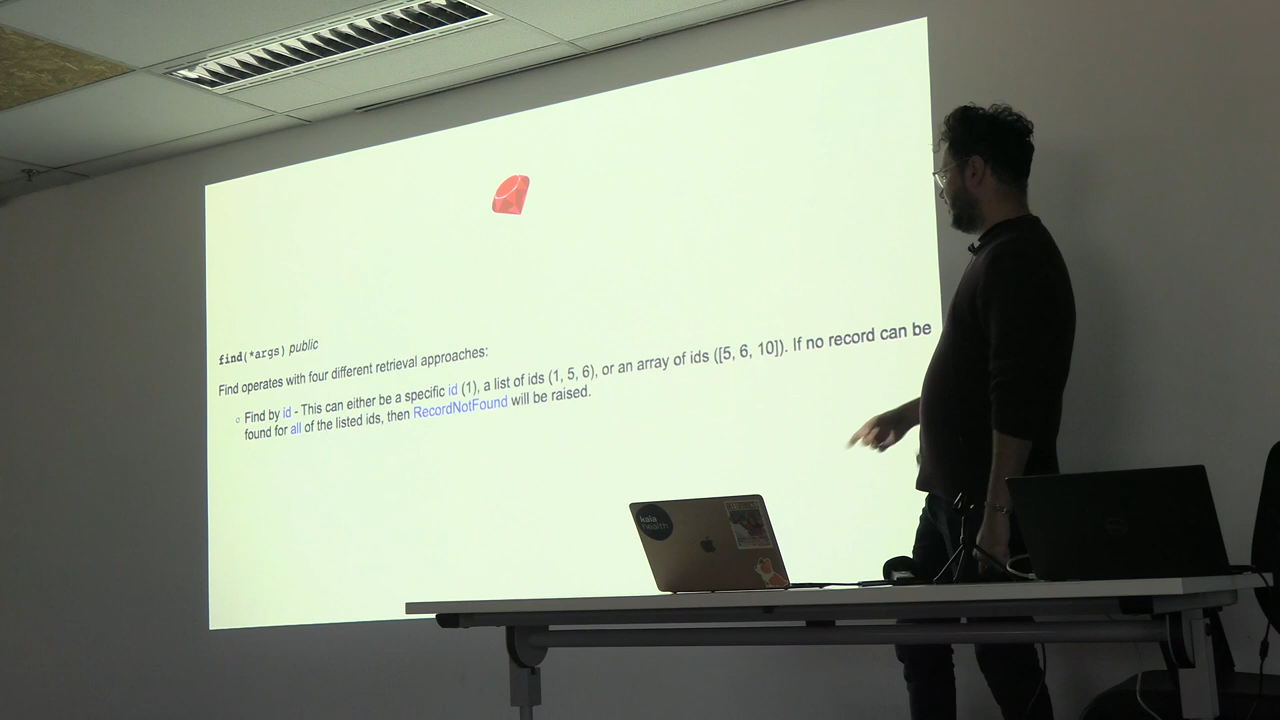 find(*args) public
Find operates with four different retrieval approaches:
Find by id - This can either be a specific id (1), a list of ids (1, 5, 6), or an array of ids ([5, 6, 10]). If no record can be
found for all of the listed ids, then RecordNotFound will be raised.
kaia
health